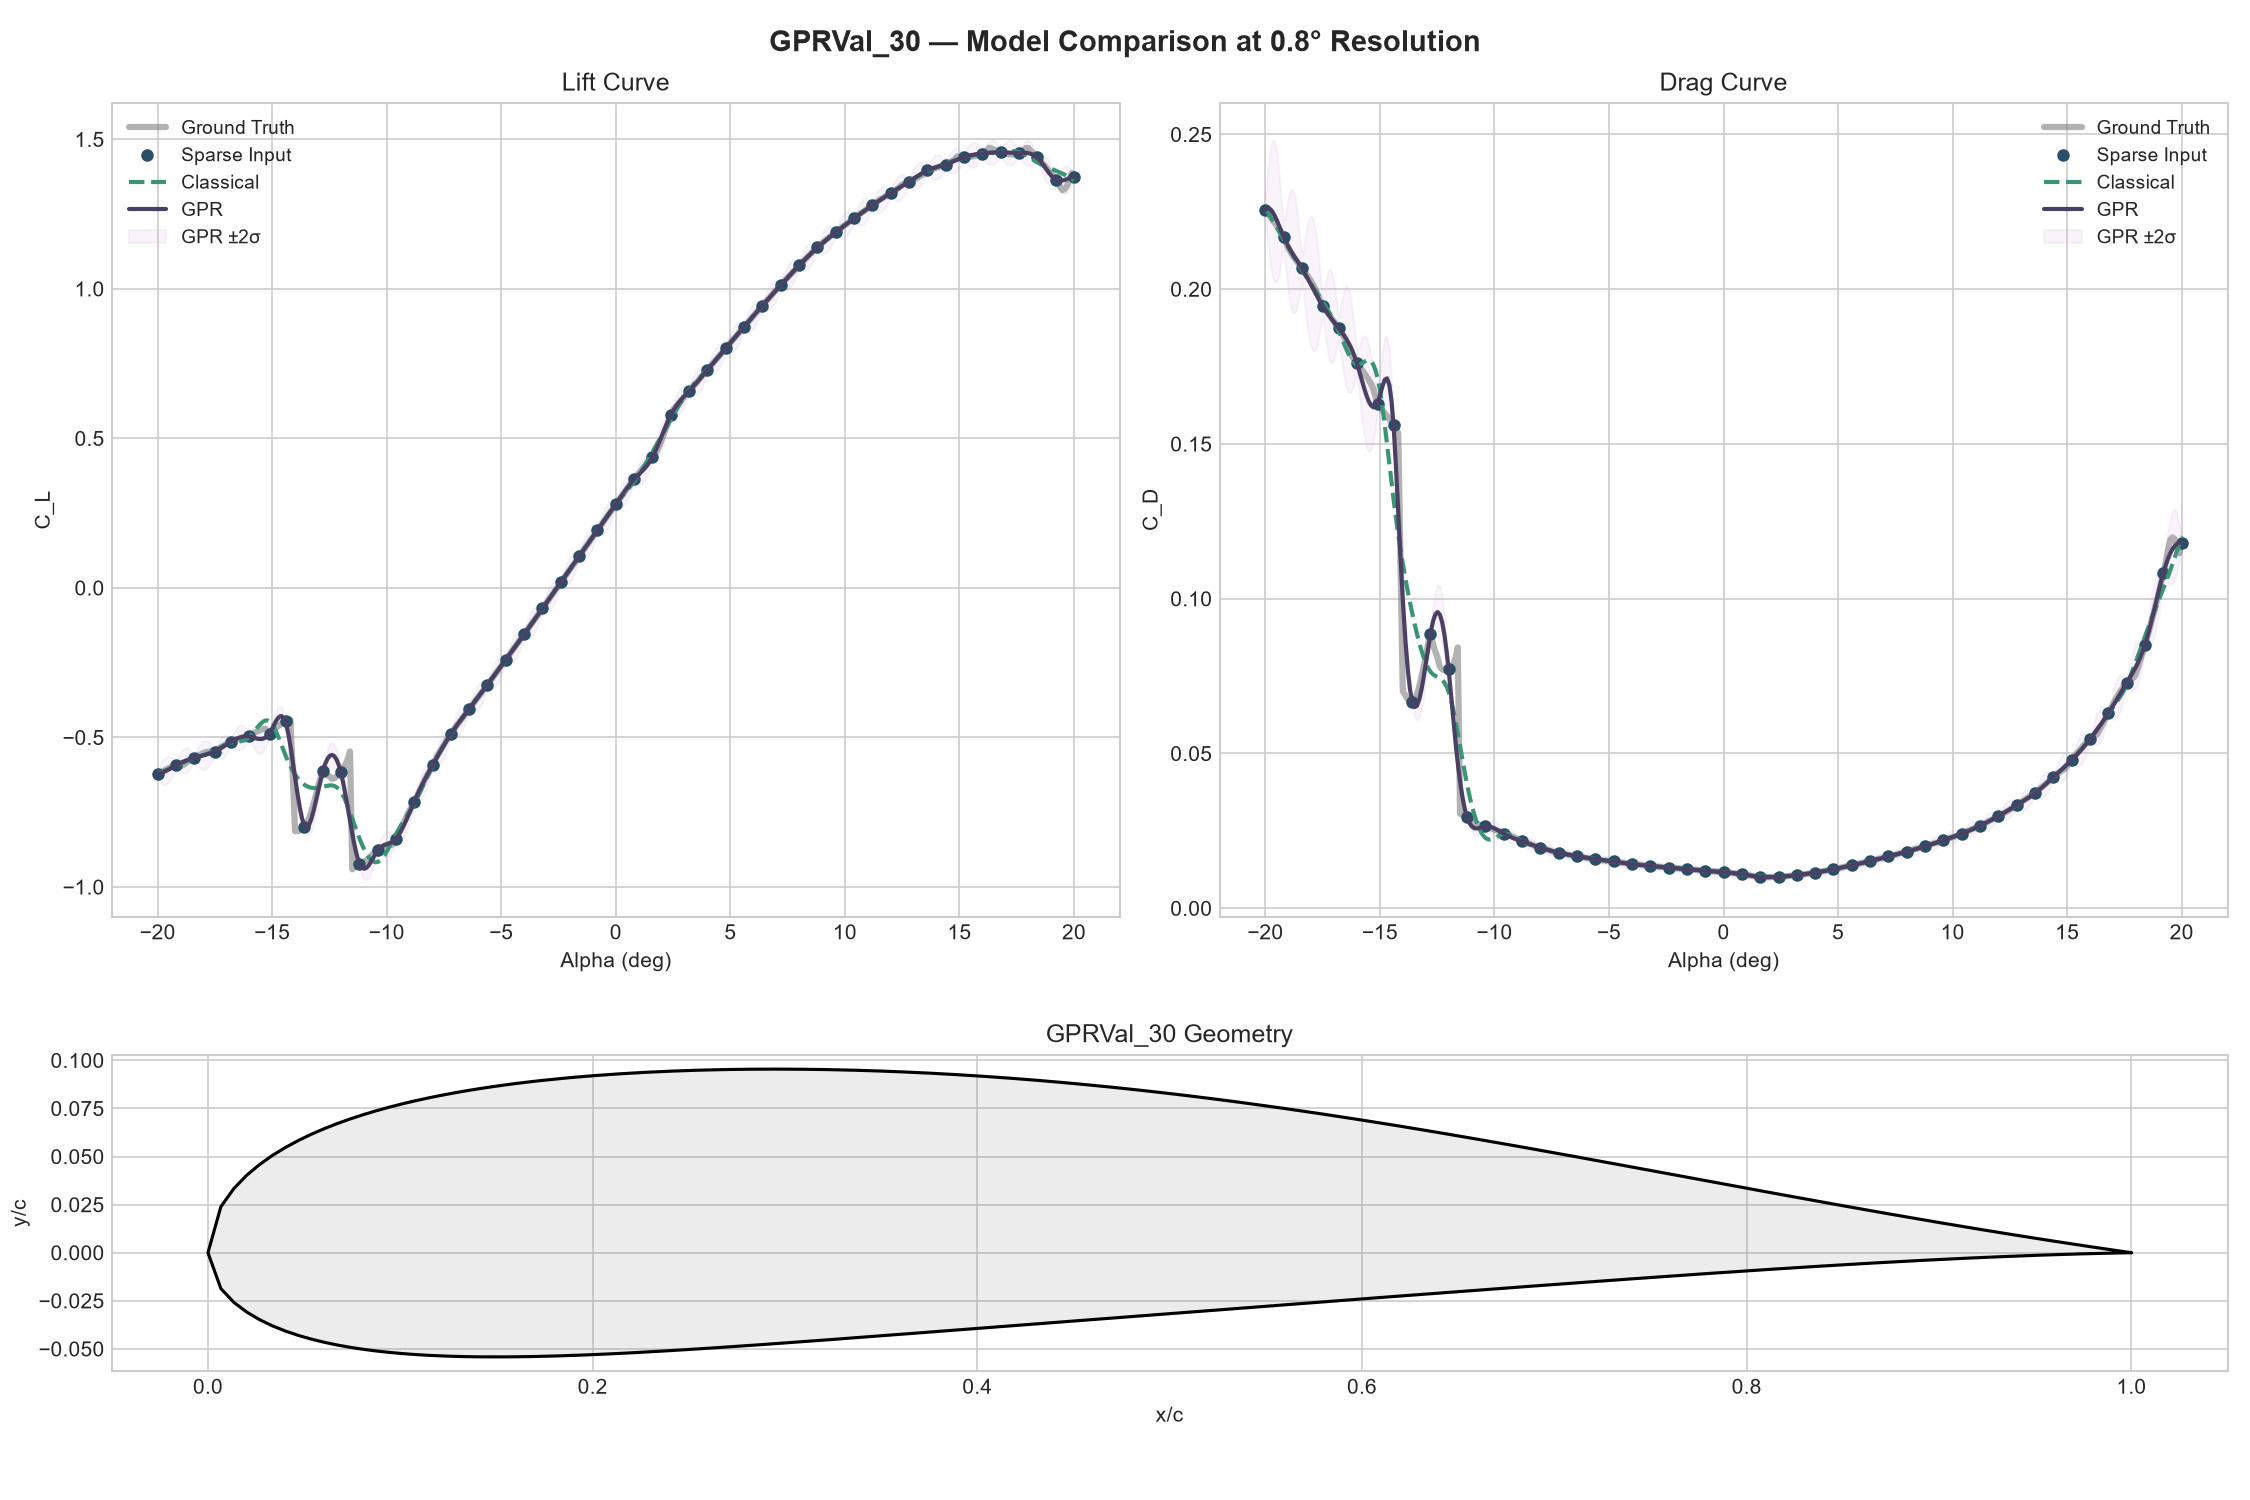 GPRVal_30 — Model Comparison at 0.8° Resolution
Lift Curve
Ground Truth
Sparse Input
Classical
GPR
GPR ±2σ
1.5
1.0
0.5
0.0
−0.5
−1.0
C_L
−20 −15 −10 −5 0 5 10 15 20
Alpha (deg)
Drag Curve
Ground Truth
Sparse Input
Classical
GPR
GPR ±2σ
0.25
0.20
0.15
0.10
0.05
0.00
C_D
−20 −15 −10 −5 0 5 10 15 20
Alpha (deg)
GPRVal_30 Geometry
0.100
0.075
0.050
0.025
0.000
−0.025
−0.050
y/c
0.0 0.2 0.4 0.6 0.8 1.0
x/c